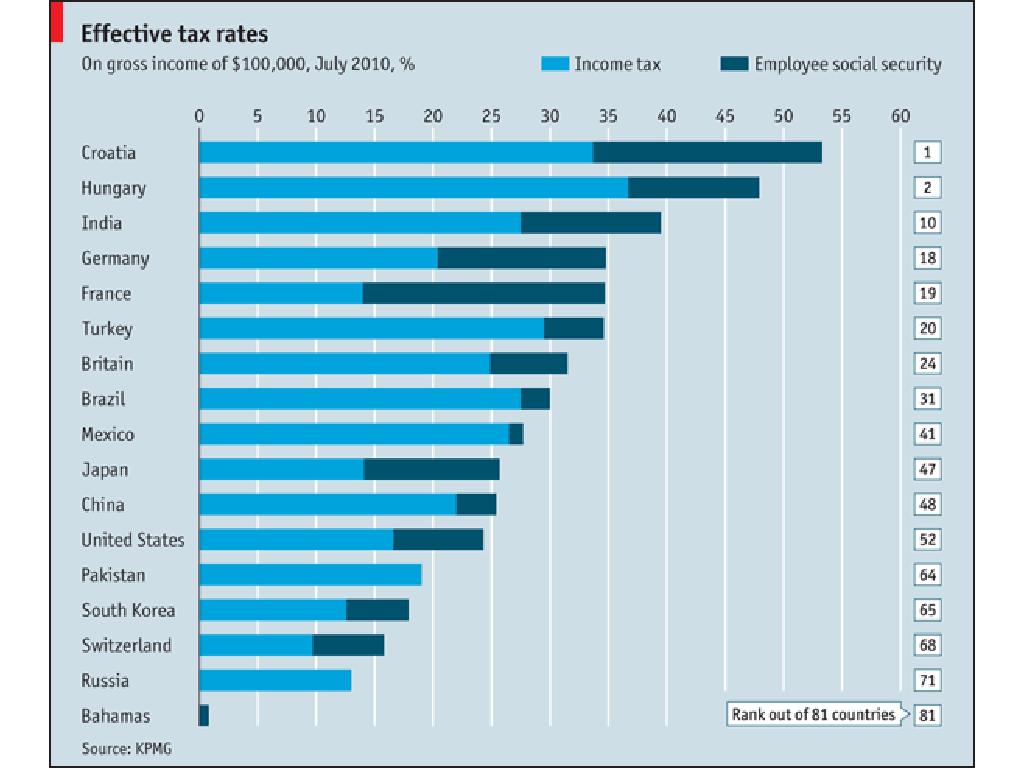 Effective tax rates
On gross income of $100,000, July 2010, % Income tax Employee social security
0 5 10 15 20 25 30 35 40 45 50 55 60
Croatia 1
Hungary 2
India 10
Germany 18
France 19
Turkey 20
Britain 24
Brazil 31
Mexico 41
Japan 47
China 48
United States 52
Pakistan 64
South Korea 65
Switzerland 68
Russia 71
Bahamas Rank out of 81 countries 81
Source: KPMG